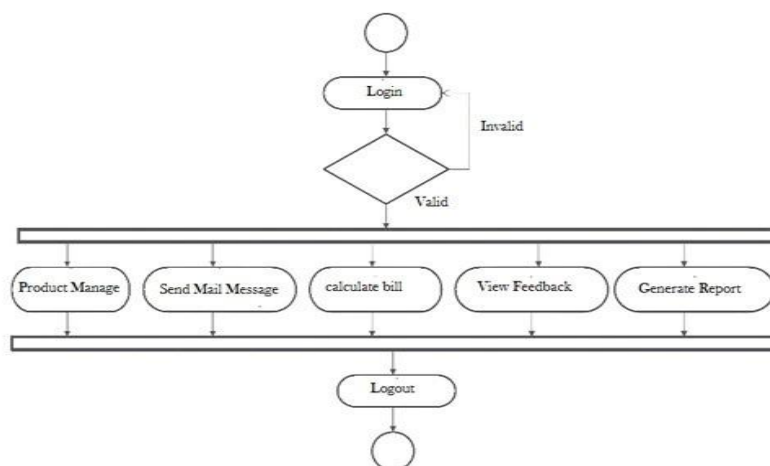 Login
Invalid
Valid
Product Manage
Send Mail Message
calculate bill
View Feedback
Generate Report
Logout